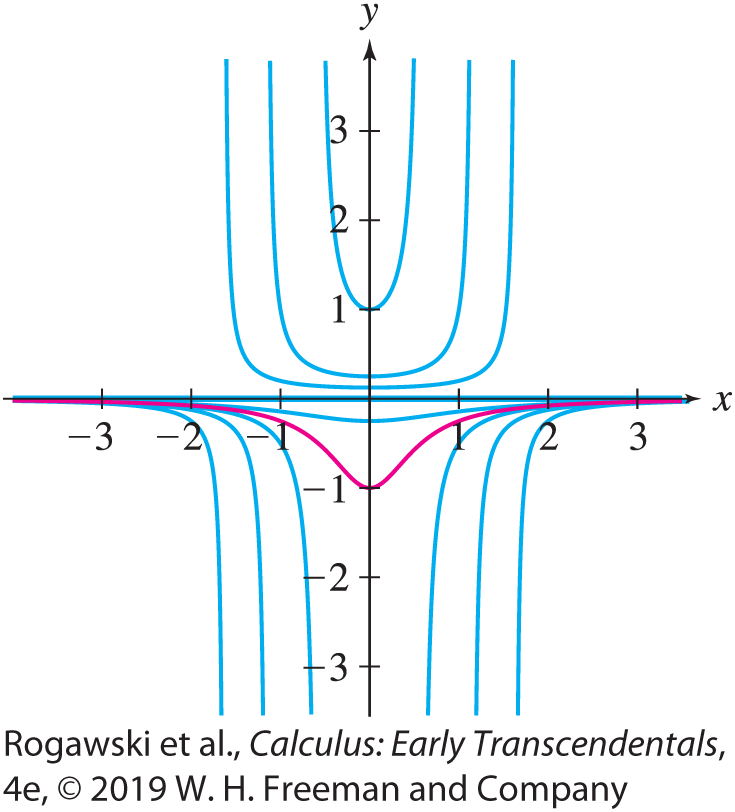 y
3
2
1
−3 −2 −1 1 2 3 x
−1
−2
−3
Rogawski et al., Calculus: Early Transcendentals,
4e, © 2019 W. H. Freeman and Company